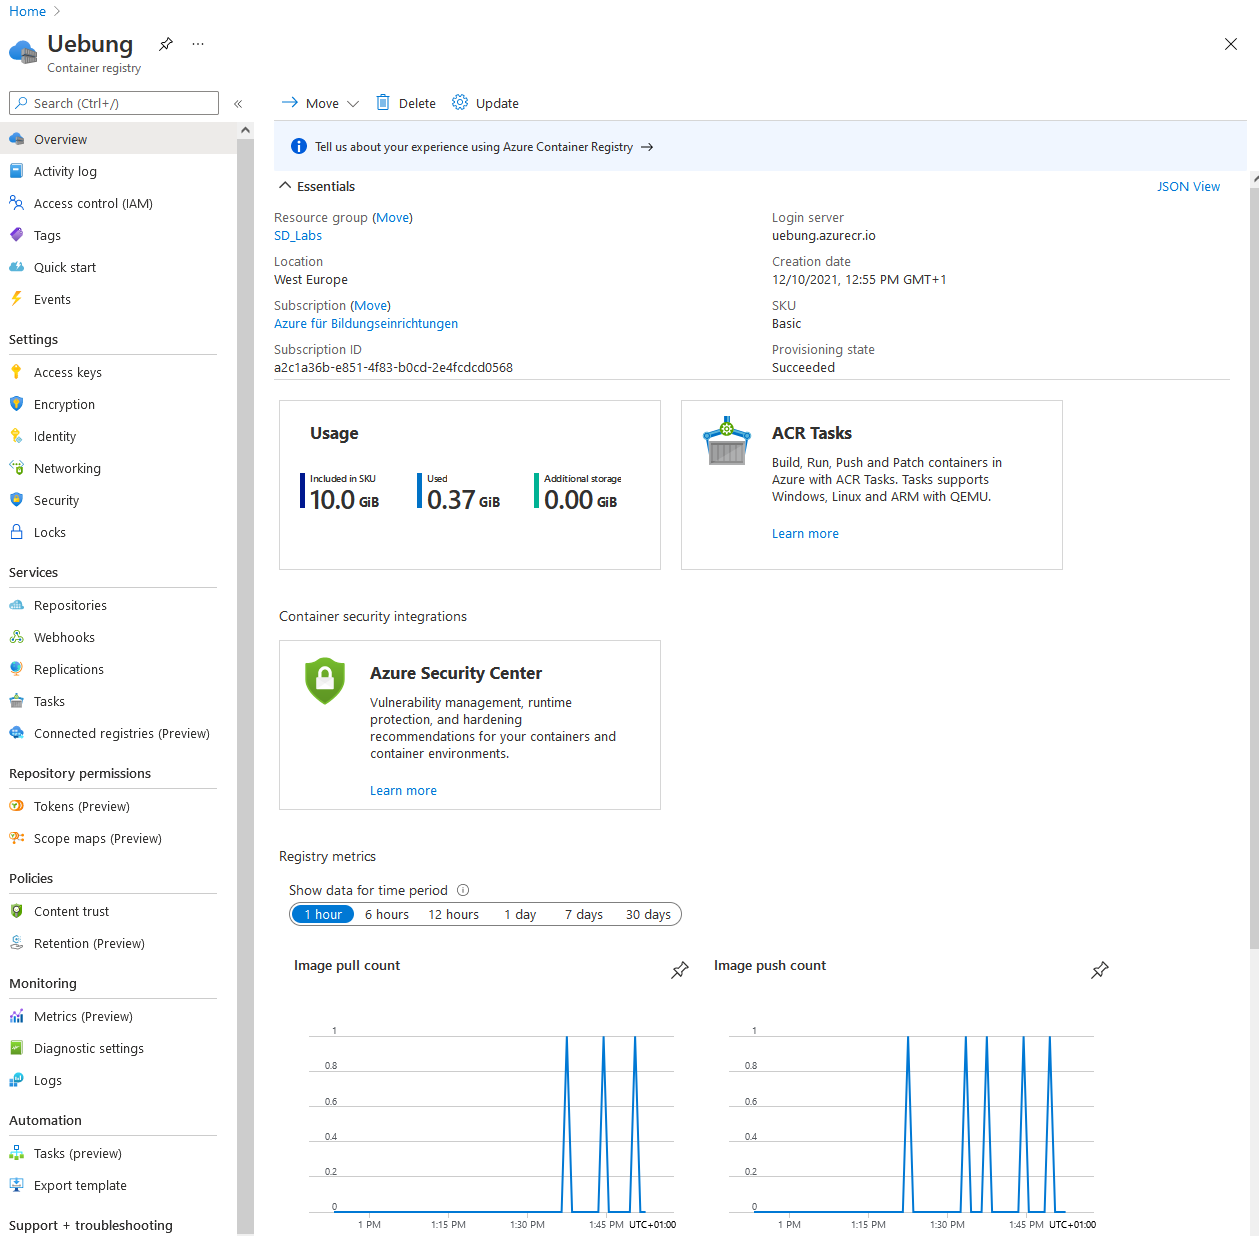 Home
Uebung
Container registry
Search (Ctrl+/)
«
Overview
Activity log
Access control (IAM)
Tags
Quick start
Events
Settings
Access keys
Encryption
Identity
Networking
Security
Locks
Services
Repositories
Webhooks
Replications
Tasks
Connected registries (Preview)
Repository permissions
Tokens (Preview)
Scope maps (Preview)
Policies
Content trust
Retention (Preview)
Monitoring
Metrics (Preview)
Diagnostic settings
Logs
Automation
Tasks (preview)
Export template
Support + troubleshooting
Move
Delete
Update
Tell us about your experience using Azure Container Registry →
Essentials
JSON View
Resource group (Move)
SD_Labs
Location
West Europe
Subscription (Move)
Azure für Bildungseinrichtungen
Subscription ID
a2c1a36b-e851-4f83-b0cd-2e4fcdcd0568
Login server
uebung.azurecr.io
Creation date
12/10/2021, 12:55 PM GMT+1
SKU
Basic
Provisioning state
Succeeded
Usage
Included in SKU
10.0 GiB
Used
0.37 GiB
Additional storage
0.00 GiB
ACR Tasks
Build, Run, Push and Patch containers in
Azure with ACR Tasks. Tasks supports
Windows, Linux and ARM with QEMU.
Learn more
Container security integrations
Azure Security Center
Vulnerability management, runtime
protection, and hardening
recommendations for your containers and
container environments.
Learn more
Registry metrics
Show data for time period
1 hour
6 hours
12 hours
1 day
7 days
30 days
Image pull count
1
0.8
0.6
0.4
0.2
0
1 PM
1:15 PM
1:30 PM
1:45 PM
UTC+01:00
Image push count
1
0.8
0.6
0.4
0.2
0
1 PM
1:15 PM
1:30 PM
1:45 PM
UTC+01:00